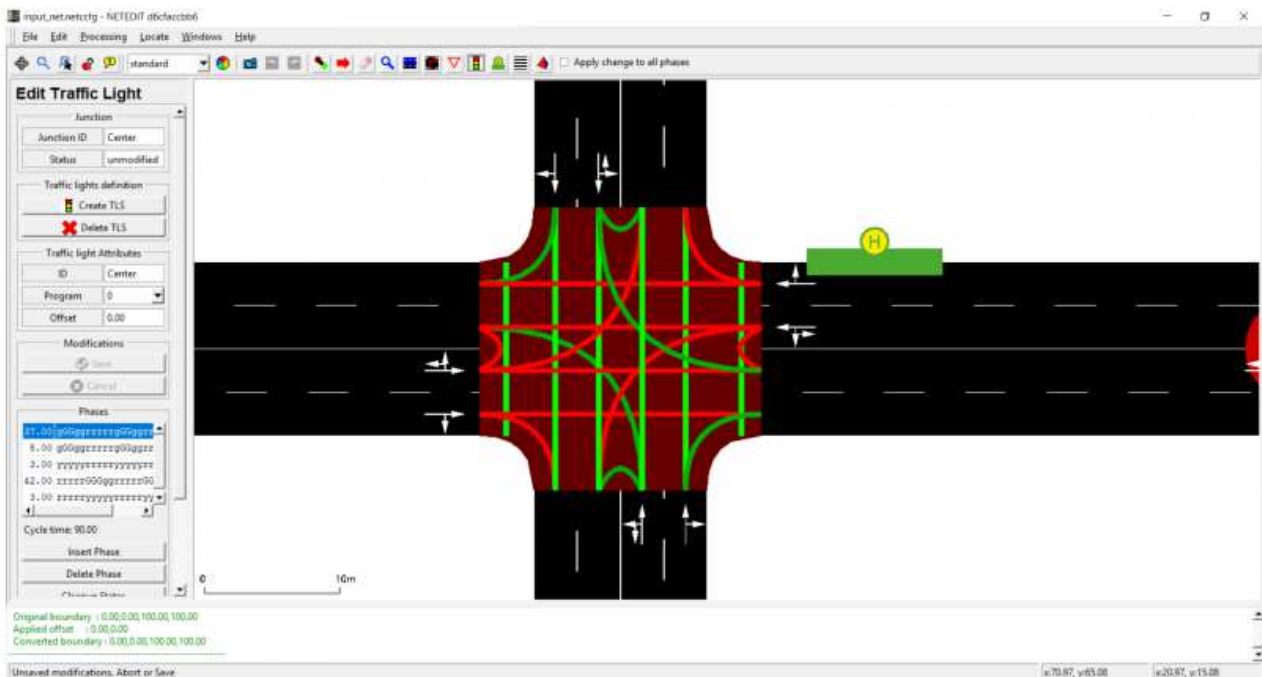 input_net.netccfg - NETEDIT d6cfaccbb6
File Edit Processing Locate Windows Help
standard
Apply change to all phases
Edit Traffic Light
Junction
Junction ID Center
Status unmodified
Traffic lights definition
Create TLS
Delete TLS
Traffic light Attributes
ID Center
Program 0
Offset 0.00
Modifications
Save
Cancel
Phases
37.00 gGGggrrrrrgGGggrr
8.00 gGGggrrrrrgGGggrr
3.00 yyyyyrrrrryyyyyrr
42.00 rrrrrGGGggrrrrrGG
3.00 rrrrryyyyyrrrrryy
Cycle time: 90.00
Insert Phase
Delete Phase
H
0 10m
Original boundary : 0.00,0.00,100.00,100.00
Applied offset : 0.00,0.00
Converted boundary : 0.00,0.00,100.00,100.00
Unsaved modifications. Abort or Save
x:70.97, y:65.08 x:20.97, y:15.08